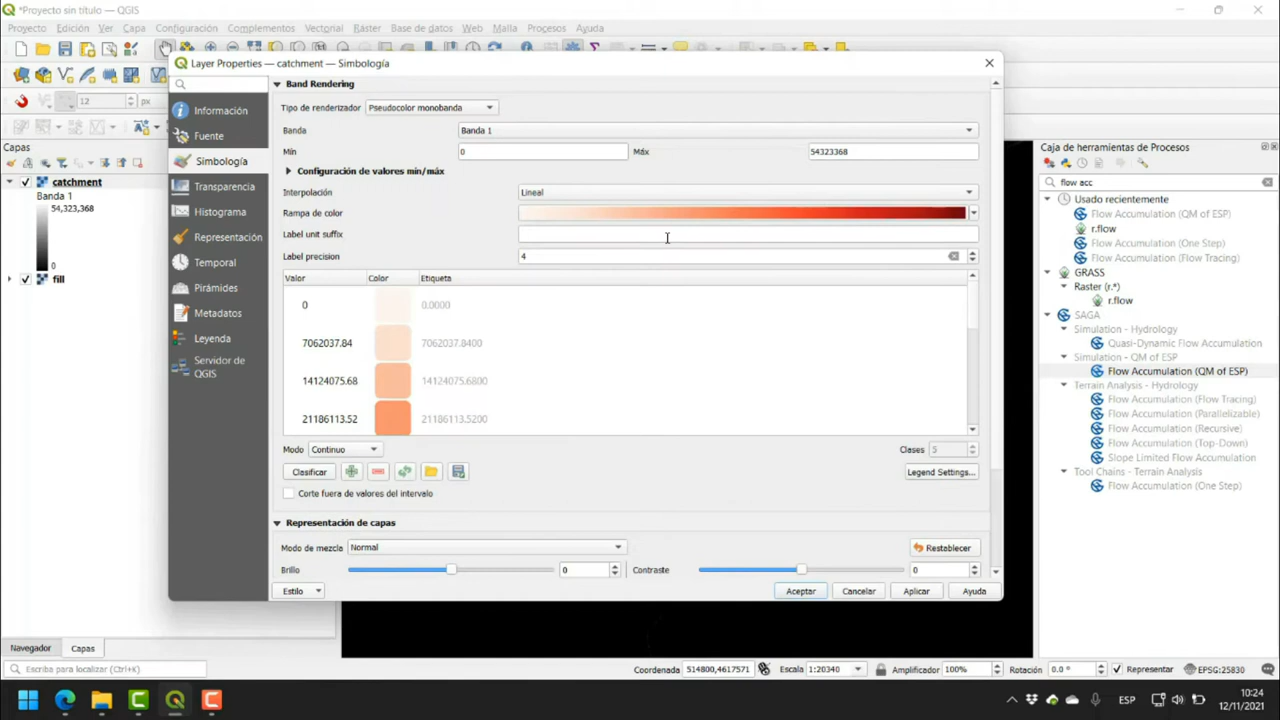 *Proyecto sin título — QGIS
Proyecto Edición Ver Capa Configuración Complementos Vectorial Ráster Base de datos Web Malla Procesos Ayuda
Layer Properties — catchment — Simbología
12 px
Capas
catchment
Banda 1
54,323,368
0
fill
Información
Fuente
Simbología
Transparencia
Histograma
Representación
Temporal
Pirámides
Metadatos
Leyenda
Servidor de
QGIS
Band Rendering
Tipo de renderizador Pseudocolor monobanda
Banda Banda 1
Mín 0 Máx 54323368
Configuración de valores mín/máx
Interpolación Lineal
Rampa de color
Label unit suffix
Label precision 4
Valor Color Etiqueta
0 0.0000
7062037.84 7062037.8400
14124075.68 14124075.6800
21186113.52 21186113.5200
Modo Continuo Clases 5
Clasificar Legend Settings...
Corte fuera de valores del intervalo
Representación de capas
Modo de mezcla Normal Restablecer
Brillo 0 Contraste 0
Estilo Aceptar Cancelar Aplicar Ayuda
Caja de herramientas de Procesos
flow acc
Usado recientemente
Flow Accumulation (QM of ESP)
r.flow
Flow Accumulation (One Step)
Flow Accumulation (Flow Tracing)
GRASS
Raster (r.*)
r.flow
SAGA
Simulation - Hydrology
Quasi-Dynamic Flow Accumulation
Simulation - QM of ESP
Flow Accumulation (QM of ESP)
Terrain Analysis - Hydrology
Flow Accumulation (Flow Tracing)
Flow Accumulation (Parallelizable)
Flow Accumulation (Recursive)
Flow Accumulation (Top-Down)
Slope Limited Flow Accumulation
Tool Chains - Terrain Analysis
Flow Accumulation (One Step)
Navegador Capas
Escriba para localizar (Ctrl+K) Coordenada 514800,4617571 Escala 1:20340 Amplificador 100% Rotación 0.0 ° Representar EPSG:25830
ESP
10:24
12/11/2021